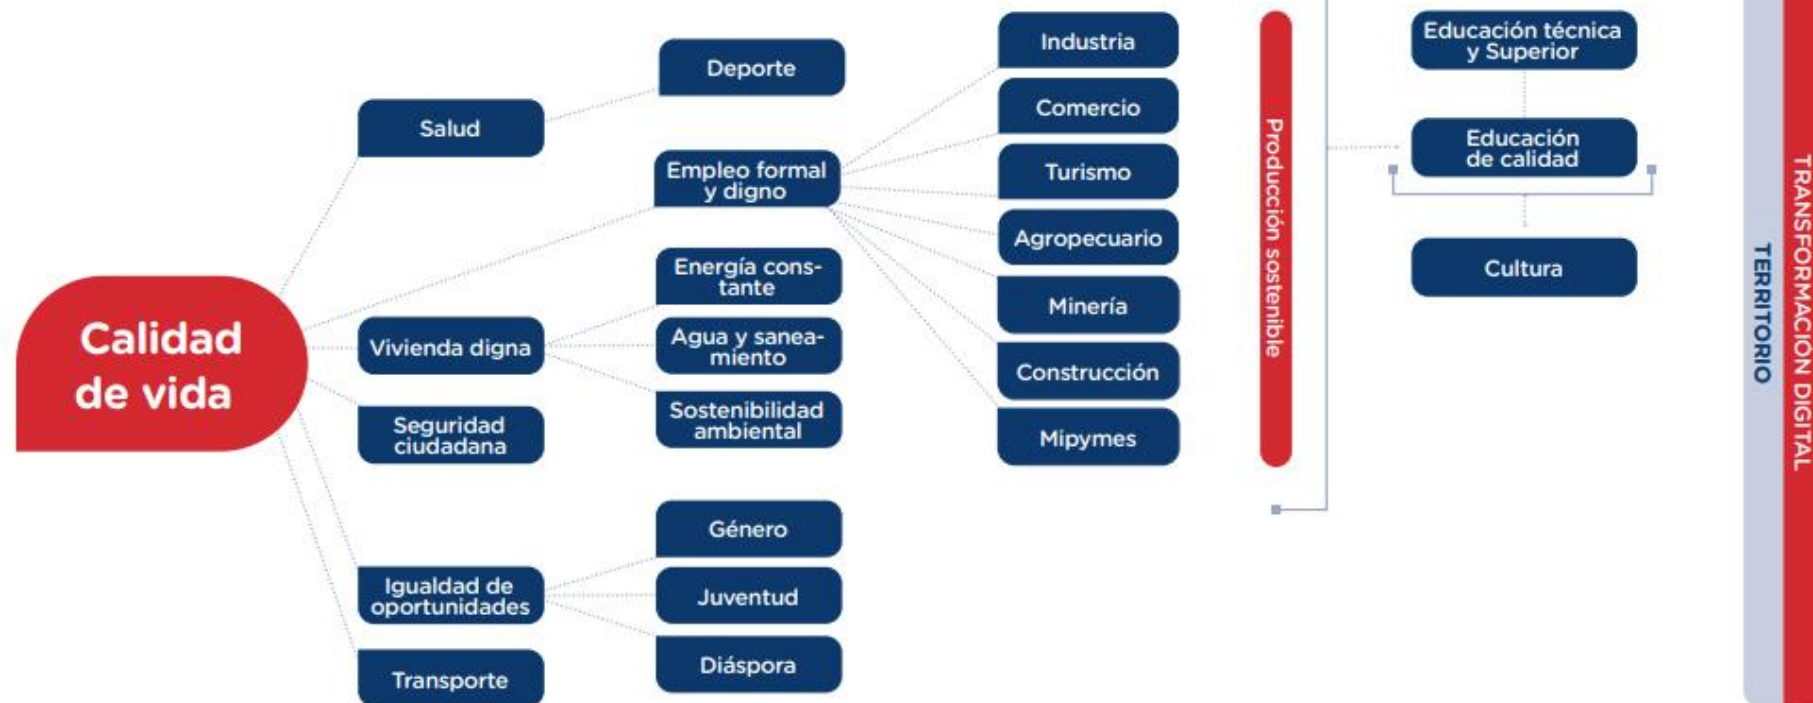 Calidad
de vida
Salud
Vivienda digna
Seguridad
ciudadana
Igualdad de
oportunidades
Transporte
Deporte
Empleo formal
y digno
Energía cons-
tante
Agua y sanea-
miento
Sostenibilidad
ambiental
Género
Juventud
Diáspora
Industria
Comercio
Turismo
Agropecuario
Minería
Construcción
Mipymes
Producción sostenible
Educación técnica
y Superior
Educación
de calidad
Cultura
TERRITORIO
TRANSFORMACIÓN DIGITAL